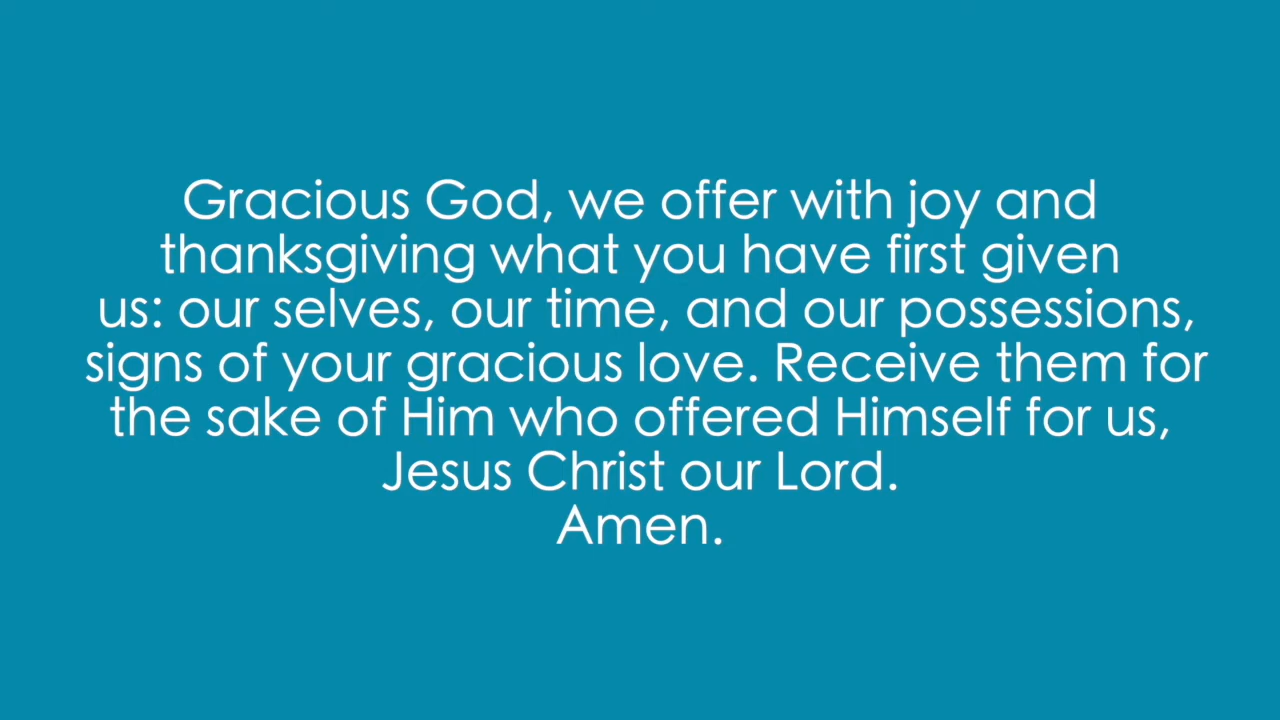 Gracious God, we offer with joy and
thanksgiving what you have first given
us: our selves, our time, and our possessions,
signs of your gracious love. Receive them for
the sake of Him who offered Himself for us,
Jesus Christ our Lord.
Amen.